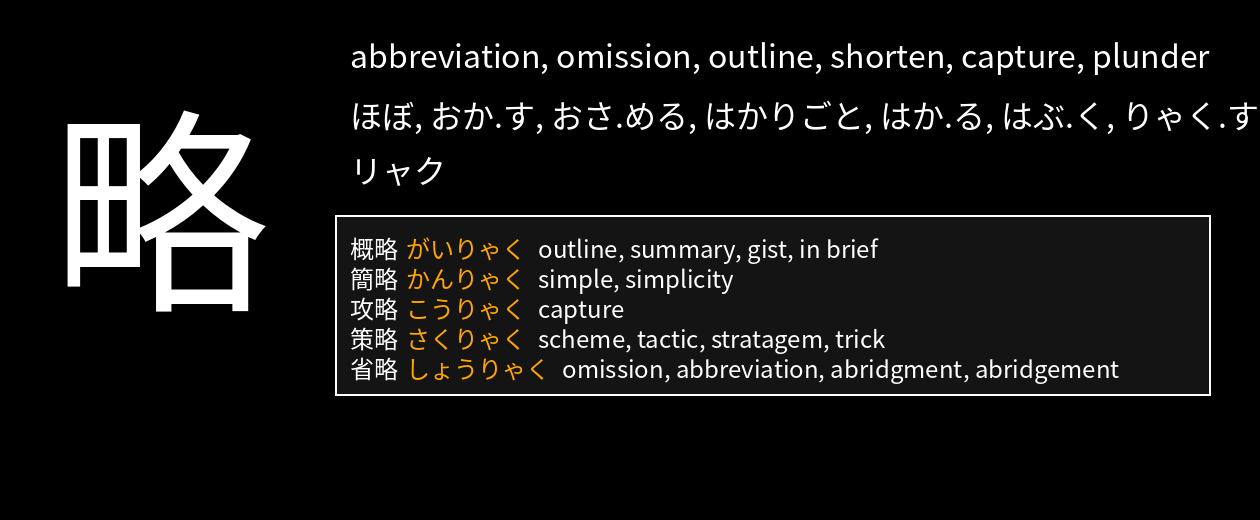 略
abbreviation, omission, outline, shorten, capture, plunder
ほぼ, おか.す, おさ.める, はかりごと, はか.る, はぶ.く, りゃく.す
リャク
概略 がいりゃく outline, summary, gist, in brief
簡略 かんりゃく simple, simplicity
攻略 こうりゃく capture
策略 さくりゃく scheme, tactic, stratagem, trick
省略 しょうりゃく omission, abbreviation, abridgment, abridgement